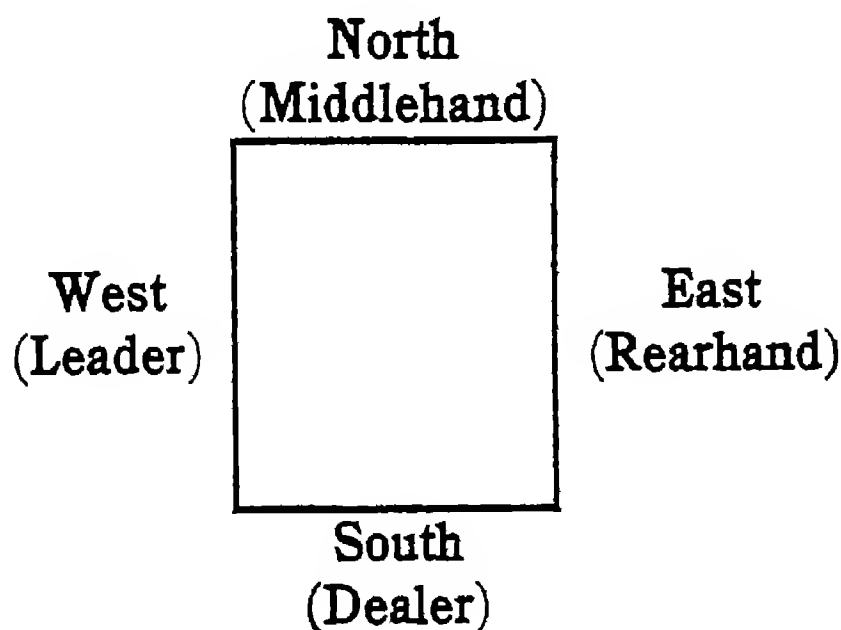 North
(Middlehand)
West
(Leader)
East
(Rearhand)
South
(Dealer)